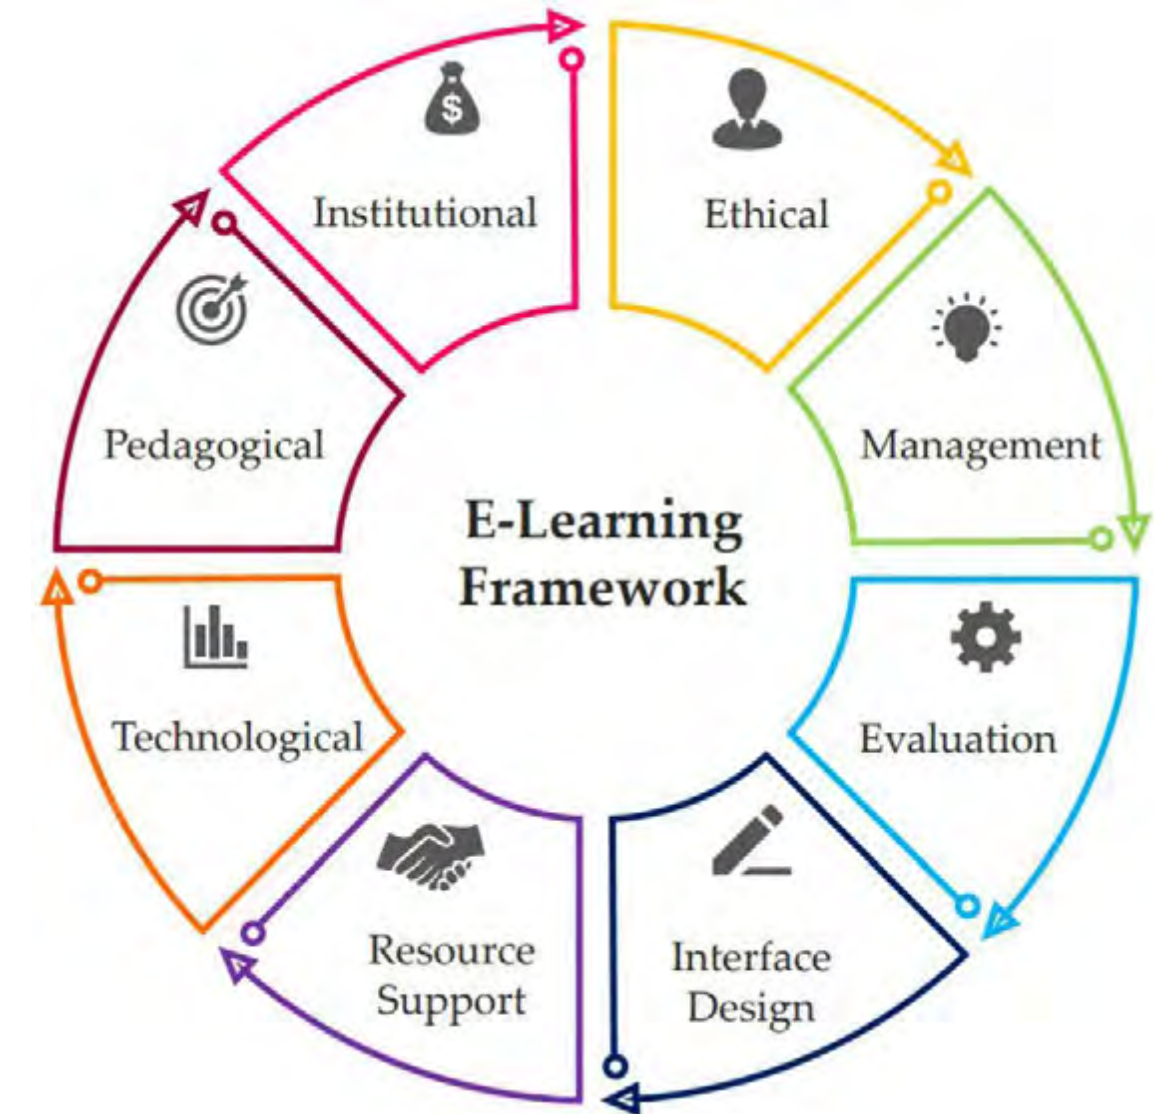 Institutional
$
Ethical
Pedagogical
Management
E-Learning
Framework
Technological
Evaluation
Resource
Support
Interface
Design